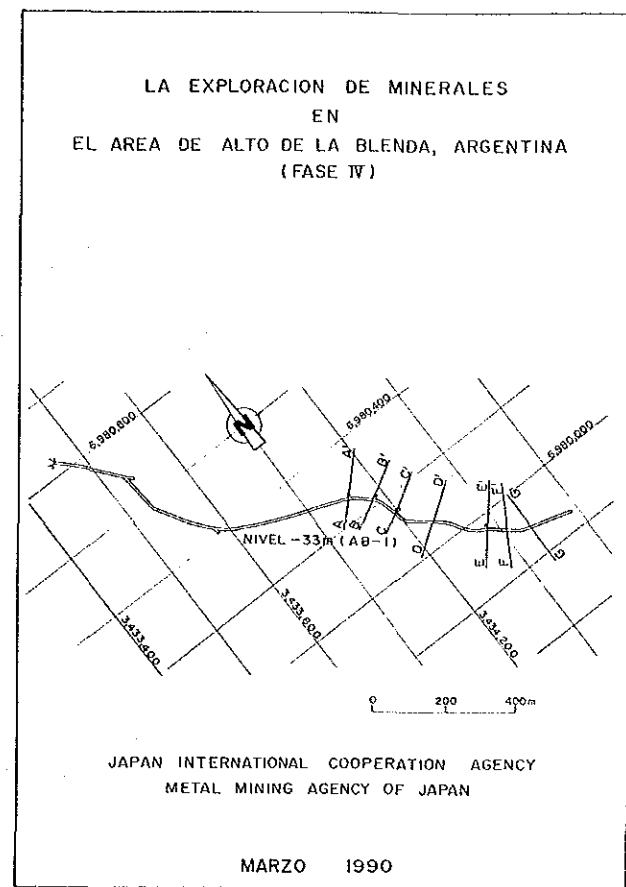 LA EXPLORACION DE MINERALES
EN
EL AREA DE ALTO DE LA BLENDA, ARGENTINA
(FASE IV)
6,980,800
N
6,980,400
6,980,000
A'
B'
C'
D'
E'
F'
G'
A
B
C
D
E
F
G
NIVEL -33m (AB-1)
3,433,400
3,433,800
3,434,200
0 200 400m
JAPAN INTERNATIONAL COOPERATION AGENCY
METAL MINING AGENCY OF JAPAN
MARZO 1990